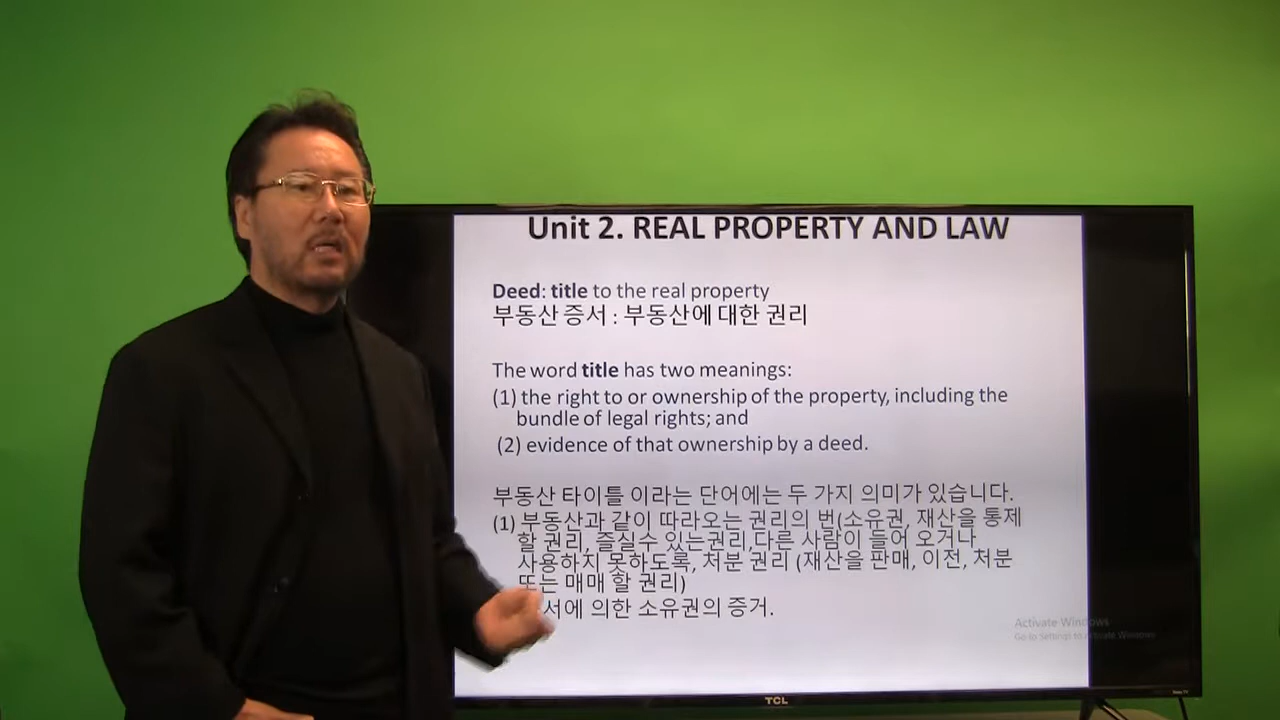 Unit 2. REAL PROPERTY AND LAW
Deed: title to the real property
부동산 증서 : 부동산에 대한 권리
The word title has two meanings:
(1) the right to or ownership of the property, including the
bundle of legal rights; and
(2) evidence of that ownership by a deed.
부동산 타이틀 이라는 단어에는 두 가지 의미가 있습니다.
(1) 부동산과 같이 따라오는 권리의 번(소유권, 재산을 통제
할 권리, 즐실수 있는권리,다른 사람이 들어 오거나
사용하지 못하도록, 처분 권리 (재산을 판매, 이전, 처분
또는 매매 할 권리)
서에 의한 소유권의 증거.
Activate Windows
Go to Settings to Activate Windows
TCL
Roku TV